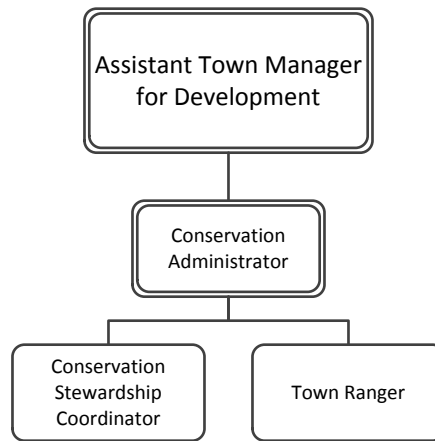 Assistant Town Manager
for Development
Conservation
Administrator
Conservation
Stewardship
Coordinator
Town Ranger